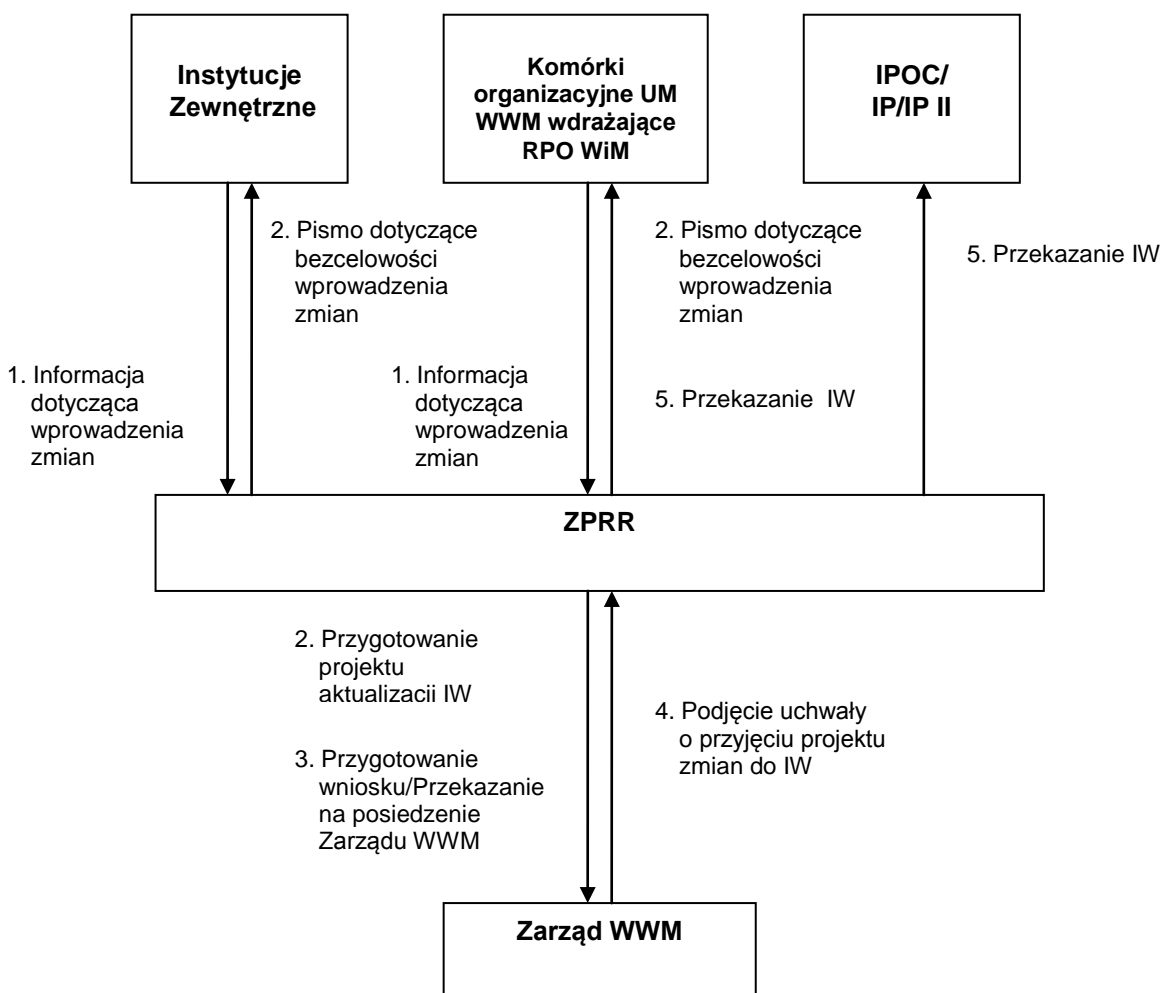 Instytucje
Zewnętrzne
Komórki
organizacyjne UM
WWM wdrażające
RPO WiM
IPOC/
IP/IP II
2. Pismo dotyczące
bezcelowości
wprowadzenia
zmian
2. Pismo dotyczące
bezcelowości
wprowadzenia
zmian
5. Przekazanie IW
1. Informacja
dotycząca
wprowadzenia
zmian
1. Informacja
dotycząca
wprowadzenia
zmian
5. Przekazanie IW
ZPRR
2. Przygotowanie
projektu
aktualizacii IW
3. Przygotowanie
wniosku/Przekazanie
na posiedzenie
Zarządu WWM
4. Podjęcie uchwały
o przyjęciu projektu
zmian do IW
Zarząd WWM